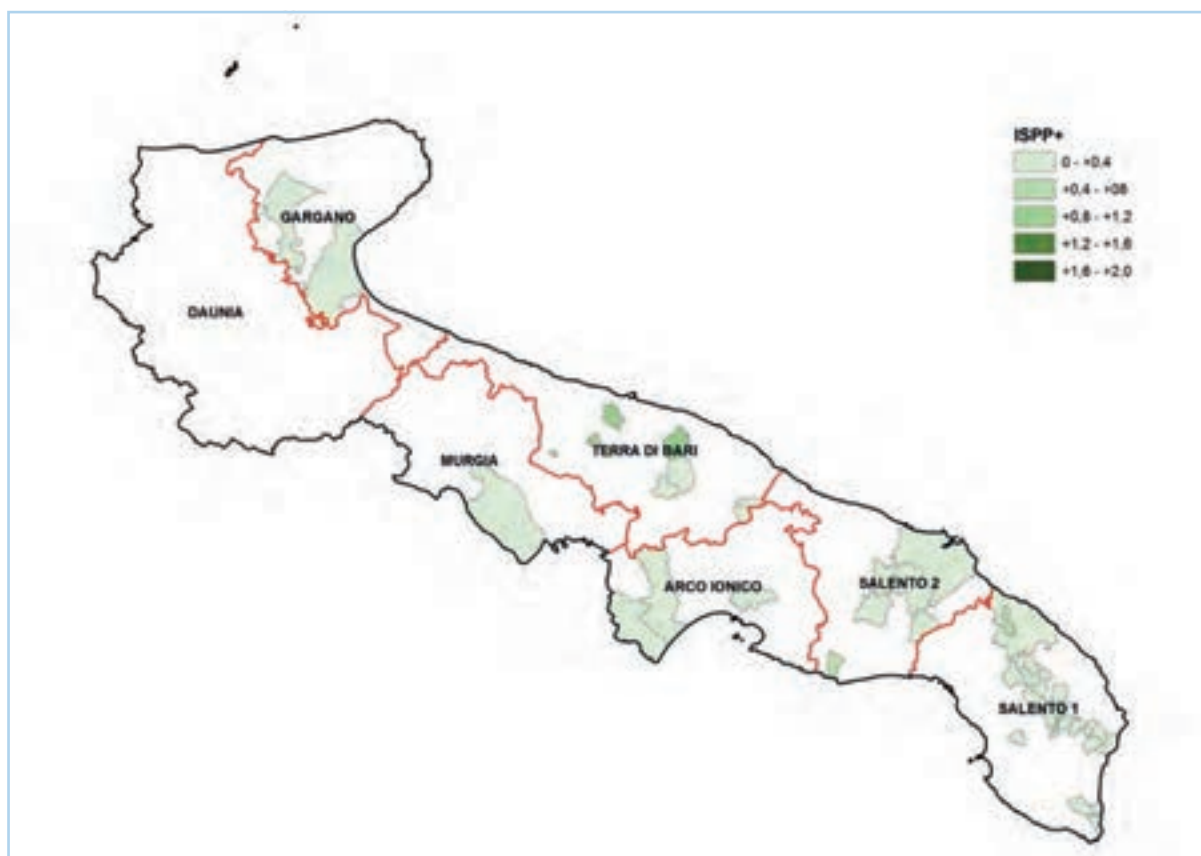 ISPP+
0 - +0.4
+0,4 - +08
+0,8 - +1.2
+1,2 - +1,6
+1,6 - +2.0
GARGANO
DAUNIA
TERRA DI BARI
MURGIA
ARCO IONICO
SALENTO 2
SALENTO 1